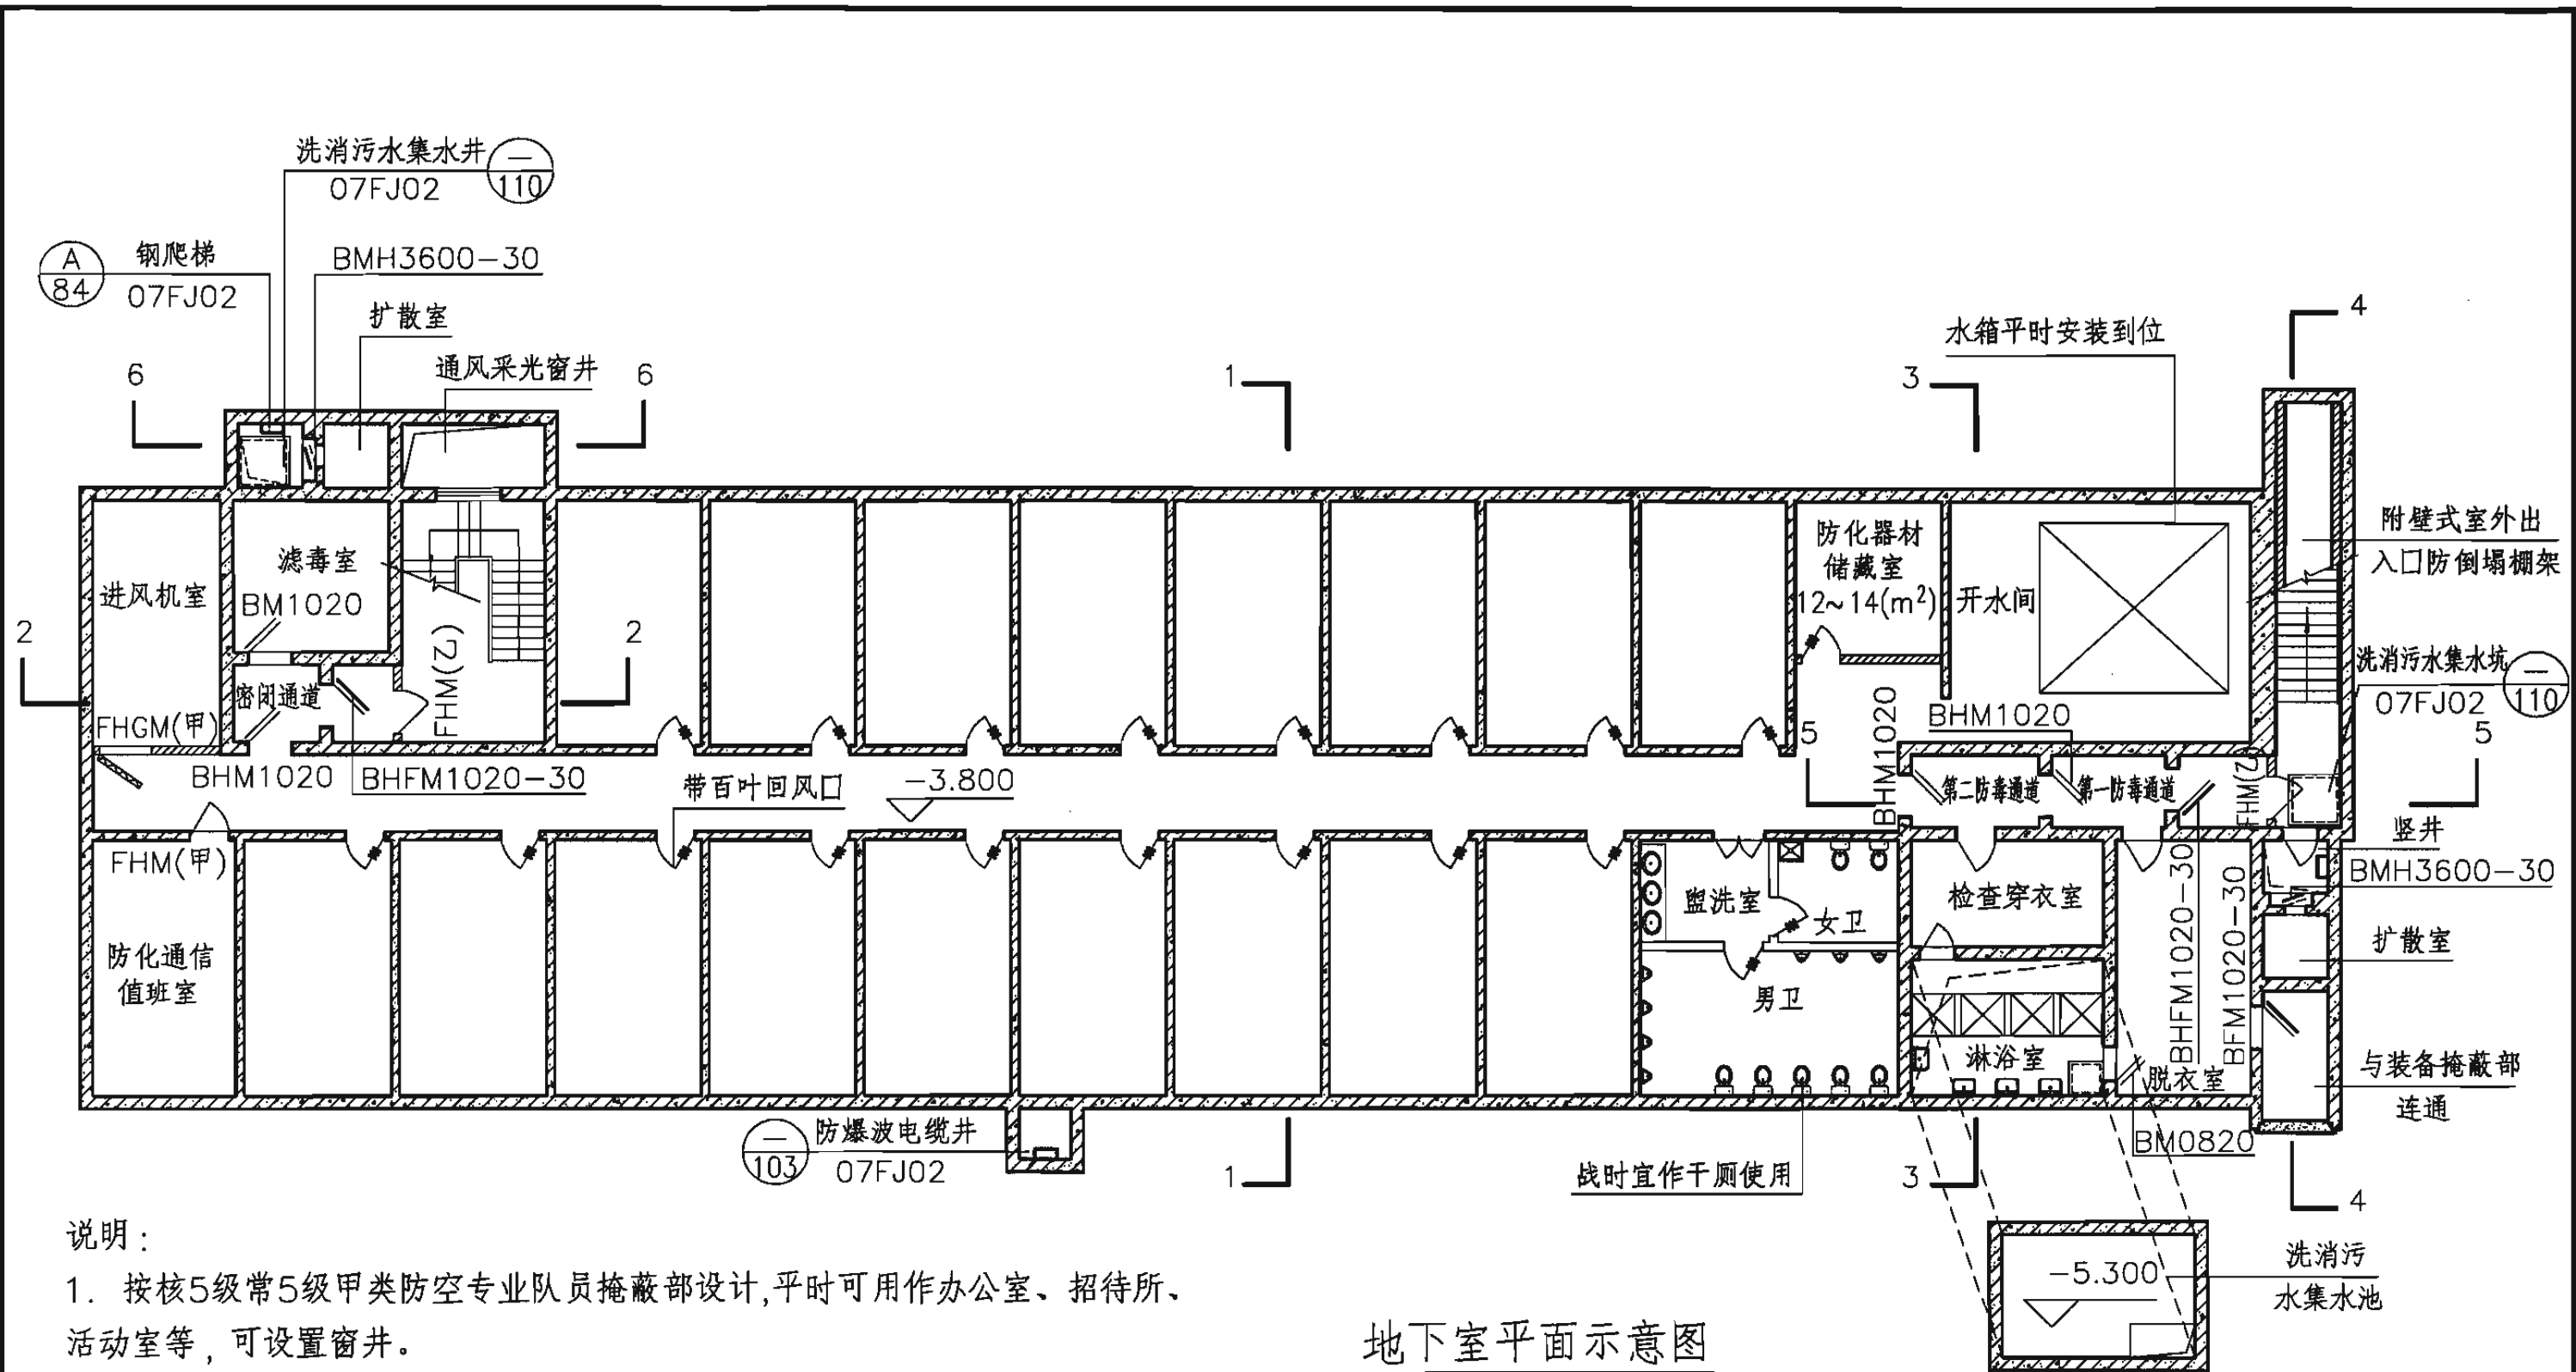 洗消污水集水井
07FJ02
—
110
A
84
钢爬梯
07FJ02
BMH3600-30
扩散室
通风采光窗井
6
6
1
3
4
水箱平时安装到位
附壁式室外出
入口防倒塌棚架
洗消污水集水坑
07FJ02
—
110
进风机室
滤毒室
BM1020
密闭通道
FHM(2)
防化器材
储藏室
12~14(m²)
开水间
2
2
FHGM(甲)
BHM1020
BHFM1020-30
带百叶回风口
-3.800
5
BHM1020
BHM1020
第二防毒通道
第一防毒通道
FHM(2)
5
竖井
BMH3600-30
扩散室
与装备掩蔽部
连通
FHM(甲)
防化通信
值班室
盥洗室
女卫
男卫
检查穿衣室
淋浴室
脱衣室
BHFM1020-30
BFM1020-30
BM0820
—
103
防爆波电缆井
07FJ02
1
战时宜作干厕使用
3
4
-5.300
洗消污
水集水池
说明:
1. 按核5级常5级甲类防空专业队员掩蔽部设计,平时可用作办公室、招待所、
活动室等,可设置窗井。
地下室平面示意图